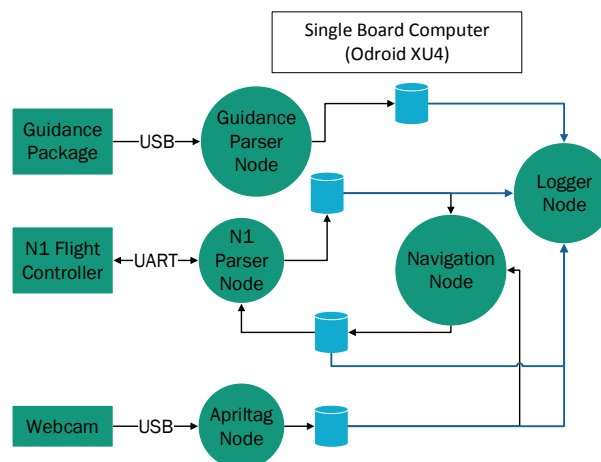 Single Board Computer
(Odroid XU4)
Guidance
Package
USB
Guidance
Parser
Node
Logger
Node
N1 Flight
Controller
UART
N1
Parser
Node
Navigation
Node
Webcam
USB
Apriltag
Node